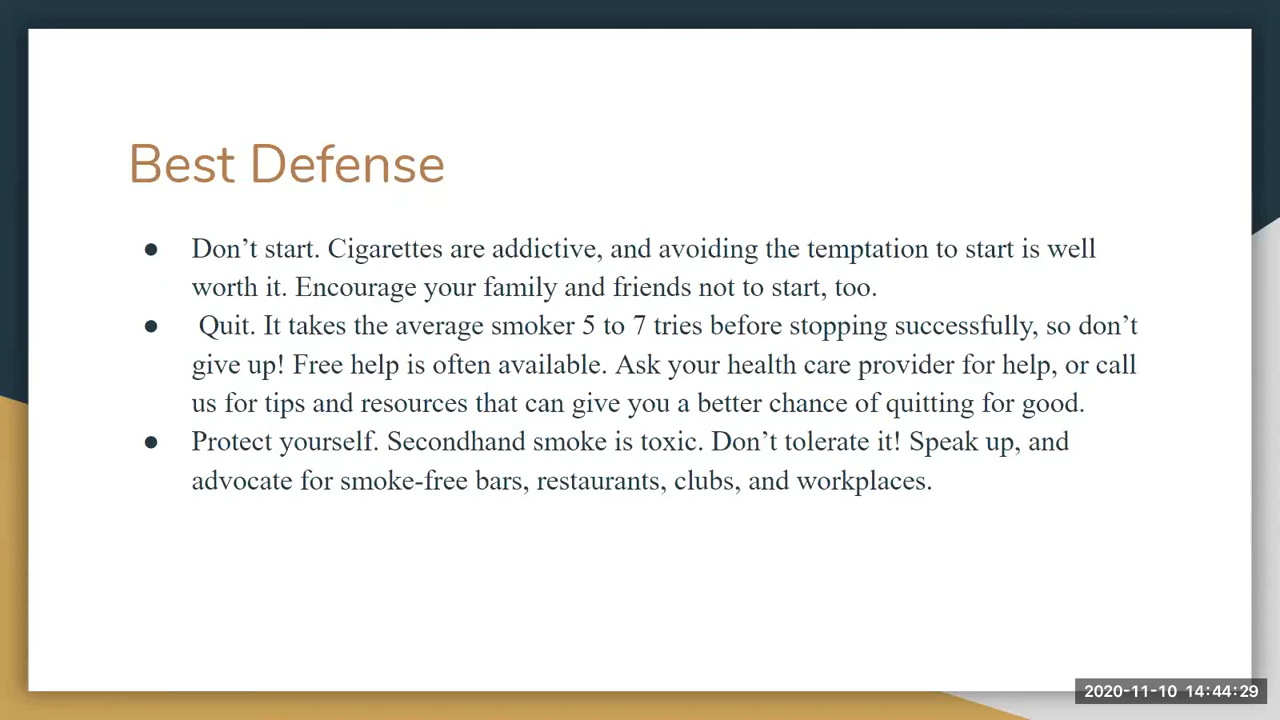 Best Defense
● Don’t start. Cigarettes are addictive, and avoiding the temptation to start is well
worth it. Encourage your family and friends not to start, too.
● Quit. It takes the average smoker 5 to 7 tries before stopping successfully, so don’t
give up! Free help is often available. Ask your health care provider for help, or call
us for tips and resources that can give you a better chance of quitting for good.
● Protect yourself. Secondhand smoke is toxic. Don’t tolerate it! Speak up, and
advocate for smoke-free bars, restaurants, clubs, and workplaces.
2020-11-10 14:44:29